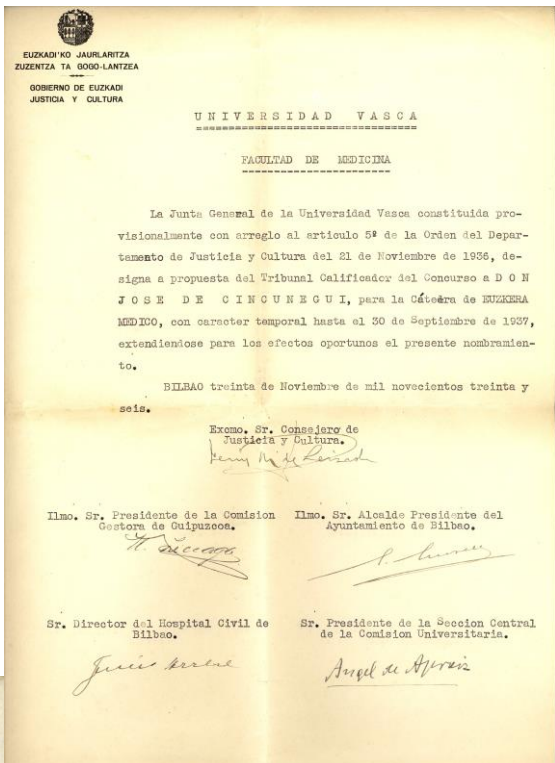 EUZKADI'KO JAURLARITZA
ZUZENTZA TA GOGO-LANTZEA
GOBIERNO DE EUZKADI
JUSTICIA Y CULTURA
UNIVERSIDAD VASCA
FACULTAD DE MEDICINA
La Junta General de la Universidad Vasca constituida pro-
visionalmente con arreglo al articulo 5º de la Orden del Depar-
tamento de Justicia y Cultura del 21 de Noviembre de 1936, de-
signa a propuesta del Tribunal Calificador del Concurso a D O N
J O S E D E C I N C U N E G U I, para la Cátedra de EUZKERA
MEDICO, con caracter temporal hasta el 30 de Septiembre de 1937,
extendiendose para los efectos oportunos el presente nombramien-
to.
BILBAO treinta de Noviembre de mil novecientos treinta y
seis.
Excmo. Sr. Consejero de
Justicia y Cultura.
Ilmo. Sr. Presidente de la Comision
Gestora de Guipuzcoa.
Ilmo. Sr. Alcalde Presidente del
Ayuntamiento de Bilbao.
Sr. Director del Hospital Civil de
Bilbao.
Sr. Presidente de la Seccion Central
de la Comision Universitaria.
Angel de Apraiz